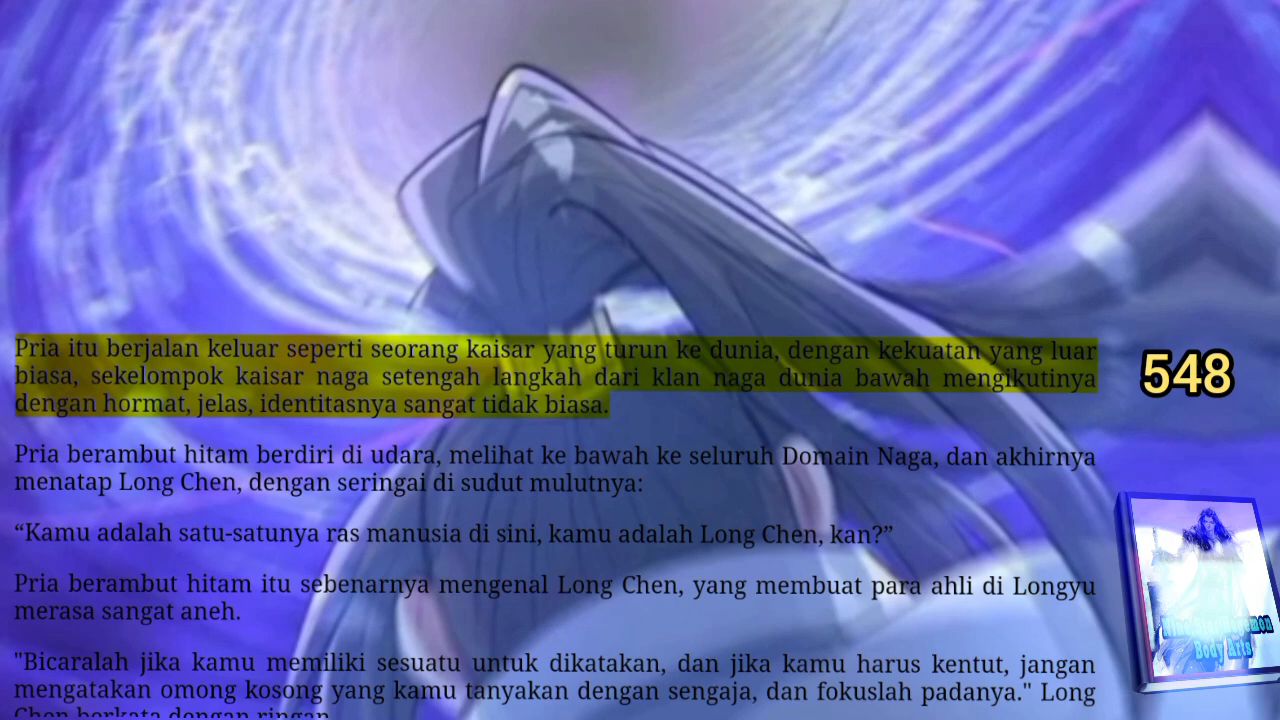 Pria itu berjalan keluar seperti seorang kaisar yang turun ke dunia, dengan kekuatan yang luar
biasa, sekelompok kaisar naga setengah langkah dari klan naga dunia bawah mengikutinya
dengan hormat, jelas, identitasnya sangat tidak biasa.
548
Pria berambut hitam berdiri di udara, melihat ke bawah ke seluruh Domain Naga, dan akhirnya
menatap Long Chen, dengan seringai di sudut mulutnya:
“Kamu adalah satu-satunya ras manusia di sini, kamu adalah Long Chen, kan?”
Pria berambut hitam itu sebenarnya mengenal Long Chen, yang membuat para ahli di Longyu
merasa sangat aneh.
"Bicaralah jika kamu memiliki sesuatu untuk dikatakan, dan jika kamu harus kentut, jangan
mengatakan omong kosong yang kamu tanyakan dengan sengaja, dan fokuslah padanya." Long
Chen berkata dengan ringan
Body Arts